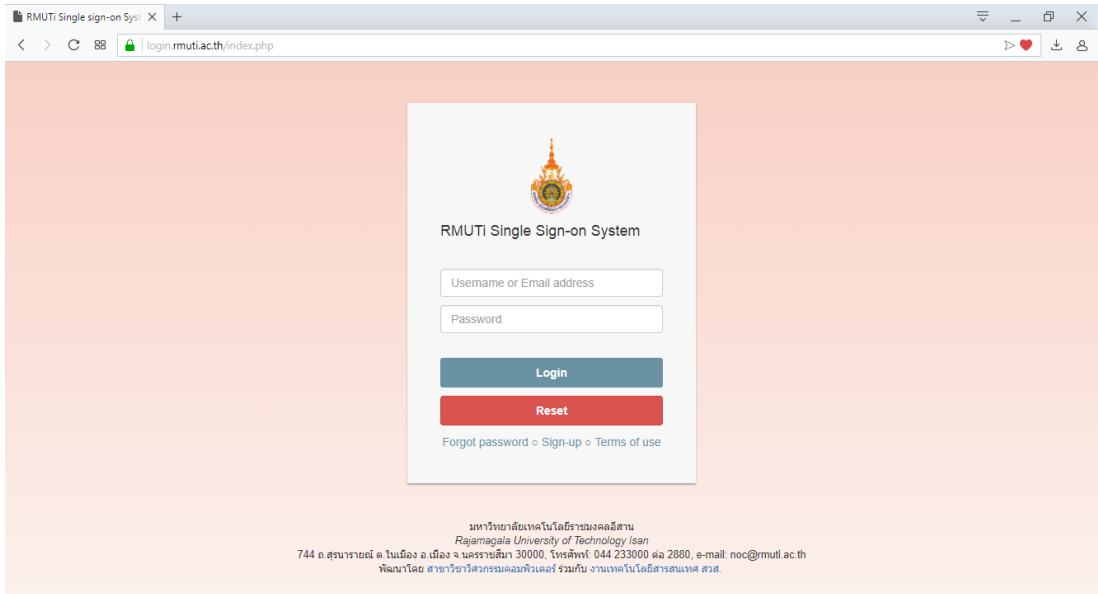 RMUTi Single sign-on Syst
login.rmuti.ac.th/index.php
RMUTi Single Sign-on System
Username or Email address
Password
Login
Reset
Forgot password ○ Sign-up ○ Terms of use
มหาวิทยาลัยเทคโนโลยีราชมงคลอีสาน
Rajamagala University of Technology Isan
744 ถ.สุรนารายณ์ ต.ในเมือง อ.เมือง จ.นครราชสีมา 30000, โทรศัพท์: 044 233000 ต่อ 2880, e-mail: noc@rmuti.ac.th
พัฒนาโดย สาขาวิชาวิศวกรรมคอมพิวเตอร์ ร่วมกับ งานเทคโนโลยีสารสนเทศ สวส.